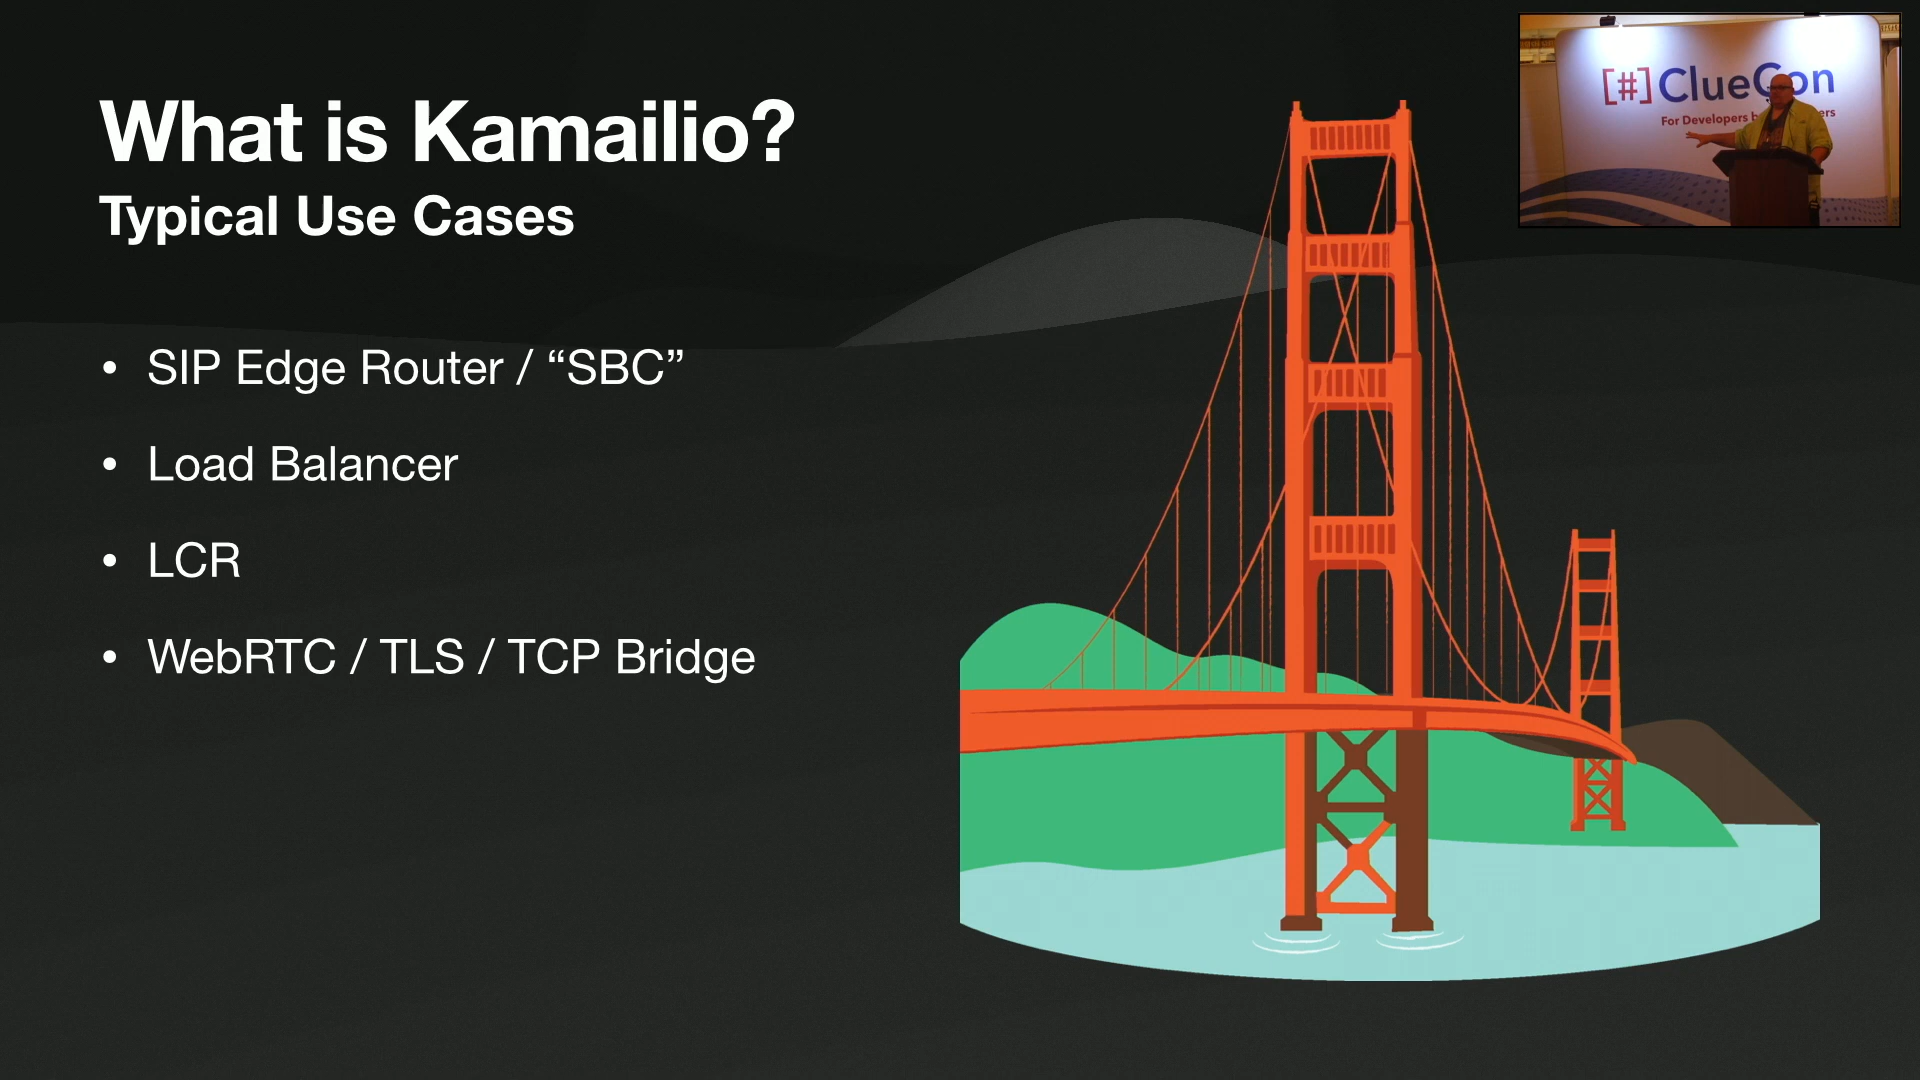 What is Kamailio?
Typical Use Cases
• SIP Edge Router / “SBC”
• Load Balancer
• LCR
• WebRTC / TLS / TCP Bridge
[#] ClueCon
For Developers